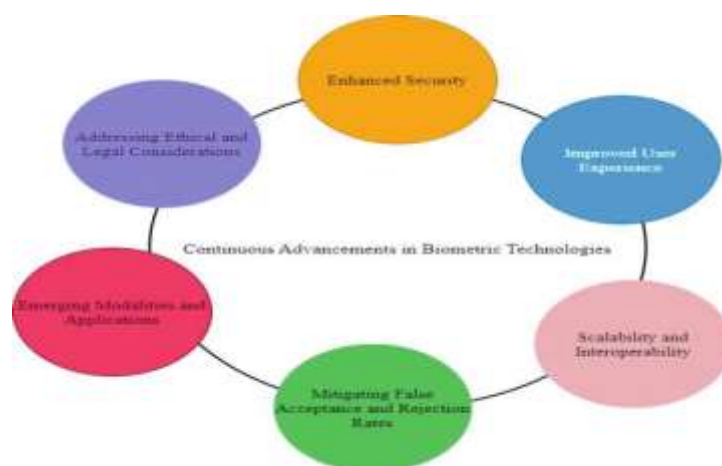 Enhanced Security
Improved User
Experience
Scalability and
Interoperability
Mitigating False
Acceptance and Rejection
Rates
Emerging Modalities and
Applications
Addressing Ethical and
Legal Considerations
Continuous Advancements in Biometric Technologies